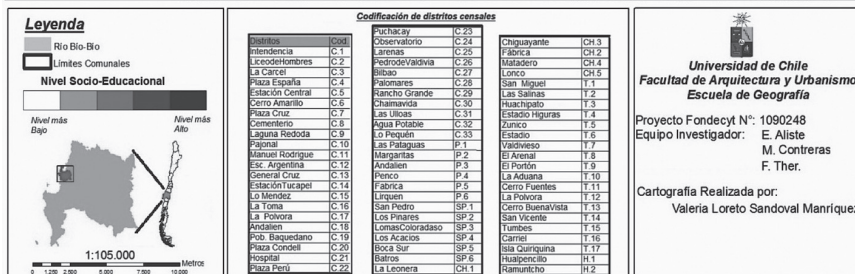 Leyenda
Río Bío-Bío
Límites Comunales
Nivel Socio-Educacional
Nivel más Bajo
Nivel más Alto
1:105.000
Metros
0 1.250 2.500 5.000 7.500 10.000
Codificación de distritos censales
Distritos Cod.
Intendencia C.1
LiceodeHombres C.2
La Carcel C.3
Plaza España C.4
Estación Central C.5
Cerro Amarillo C.6
Plaza Cruz C.7
Cementerio C.8
Laguna Redoda C.9
Pajonal C.10
Manuel Rodrigue C.11
Esc. Argentina C.12
General Cruz C.13
EstaciónTucapel C.14
Lo Mendez C.15
La Toma C.16
La Polvora C.17
Andalien C.18
Pob. Baquedano C.19
Plaza Condell C.20
Hospital C.21
Plaza Perú C.22
Puchacay C.23
Observatorio C.24
Larenas C.25
PedrodeValdivia C.26
Bilbao C.27
Palomares C.28
Rancho Grande C.29
Chaimavida C.30
Las Ulloas C.31
Agua Potable C.32
Lo Pequén C.33
Las Pataguas P.1
Margaritas P.2
Andalien P.3
Penco P.4
Fabrica P.5
Lirquen P.6
San Pedro SP.1
Los Pinares SP.2
LomasColoradaso SP.3
Los Acacios SP.4
Boca Sur SP.5
Batros SP.6
La Leonera CH.1
Chiguayante CH.3
Fábrica CH.2
Matadero CH.4
Lonco CH.5
San Miguel T.1
Las Salinas T.2
Huachipato T.3
Estadio Higuras T.4
Zunico T.5
Estadio T.6
Valdivieso T.7
El Arenal T.8
El Portón T.9
La Aduana T.10
Cerro Fuentes T.11
La Polvora T.12
Cerro BuenaVista T.13
San Vicente T.14
Tumbes T.15
Carriel T.16
Isla Quiriquina T.17
Hualpencillo H.1
Ramuntcho H.2
Universidad de Chile
Facultad de Arquitectura y Urbanismo
Escuela de Geografía
Proyecto Fondecyt N°: 1090248
Equipo Investigador: E. Aliste
M. Contreras
F. Ther.
Cartografía Realizada por:
Valeria Loreto Sandoval Manríquez